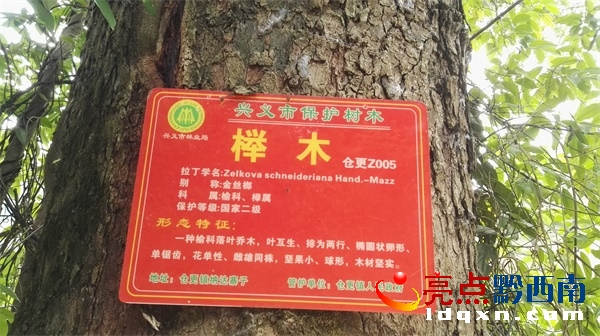 兴义市保护树木
兴义市林业局
榉木 仓更Z005
拉丁学名:Zelkova schneideriana Hand.-Mazz
别 称:金丝榔
科 属:榆科、榉属
保护等级:国家二级
形态特征:
一种榆科落叶乔木，叶互生、排为两行、椭圆状卵形、
单锯齿，花单性、雌雄同株，坚果小、球形，木材坚实。
地址: 仓更镇 寨子
管护单位: 仓更镇人民政府
亮点黔西南
ldqxn.com